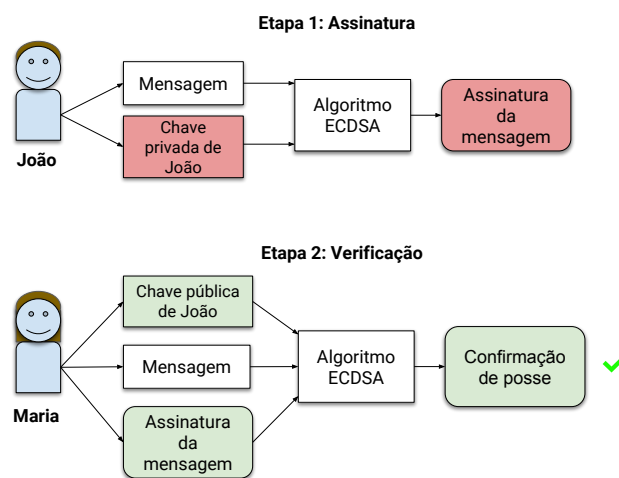 Etapa 1: Assinatura
Mensagem
Chave
privada de
João
Algoritmo
ECDSA
Assinatura
da
mensagem
João
Etapa 2: Verificação
Chave pública
de João
Mensagem
Assinatura
da
mensagem
Algoritmo
ECDSA
Confirmação
de posse
Maria